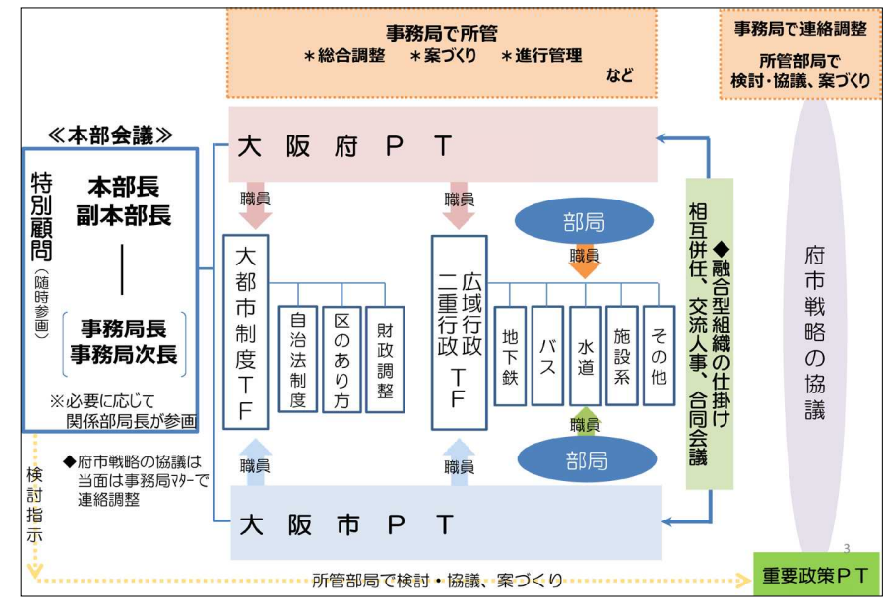 事務局で所管
＊総合調整　＊案づくり　＊進行管理
など
事務局で連絡調整
所管部局で
検討・協議、案づくり
≪本部会議≫
特別顧問（随時参画）
本部長
副本部長
事務局長
事務局次長
※必要に応じて
関係部局長が参画
◆府市戦略の協議は
当面は事務局ﾏﾀｰで
連絡調整
検討指示
大 阪 府 Ｐ Ｔ
職員
職員
部局
職員
大都市制度ＴＦ
自治法制度
区のあり方
財政調整
広域行政
二重行政 ＴＦ
地下鉄
バス
水道
施設系
その他
職員
職員
職員
部局
大 阪 市 Ｐ Ｔ
◆融合型組織の仕掛け
相互併任、交流人事、合同会議
府市戦略の協議
所管部局で検討・協議、案づくり
重要政策ＰＴ
3